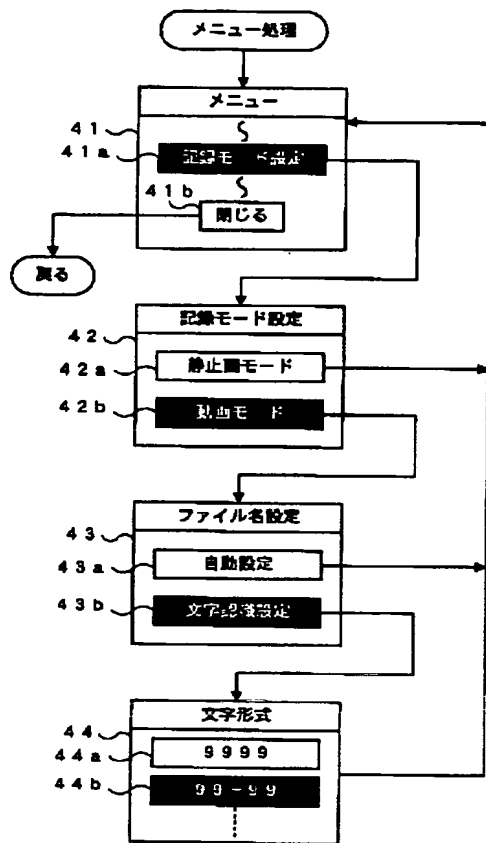 メニュー処理
メニュー
41
41a 記録モード設定
41b
閉じる
戻る
記録モード設定
42
42a 静止画モード
42b 動画モード
ファイル名設定
43
43a 自動設定
43b 文字認識設定
文字形式
44
44a 9999
44b 99-99